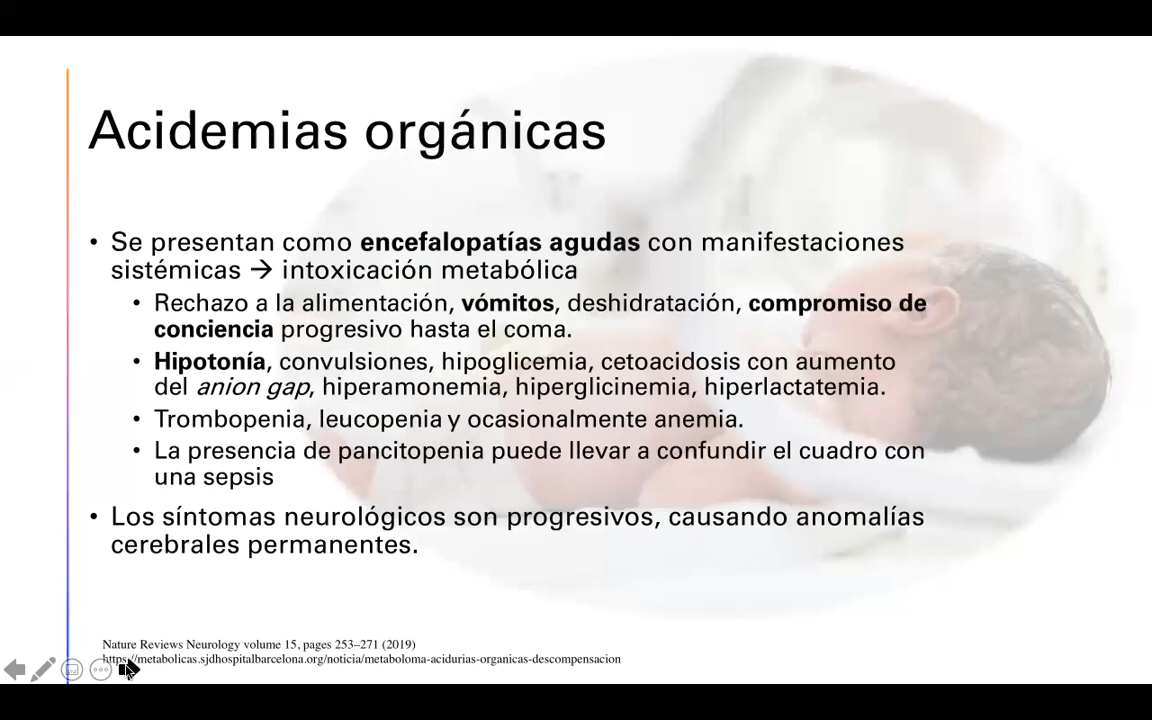 Acidemias orgánicas
• Se presentan como encefalopatías agudas con manifestaciones
sistémicas → intoxicación metabólica
• Rechazo a la alimentación, vómitos, deshidratación, compromiso de
conciencia progresivo hasta el coma.
• Hipotonía, convulsiones, hipoglicemia, cetoacidosis con aumento
del anion gap, hiperamonemia, hiperglicinemia, hiperlactatemia.
• Trombopenia, leucopenia y ocasionalmente anemia.
• La presencia de pancitopenia puede llevar a confundir el cuadro con
una sepsis
• Los síntomas neurológicos son progresivos, causando anomalías
cerebrales permanentes.
Nature Reviews Neurology volume 15, pages 253–271 (2019)
https://metabolicas.sjdhospitalbarcelona.org/noticia/metaboloma-acidurias-organicas-descompensacion